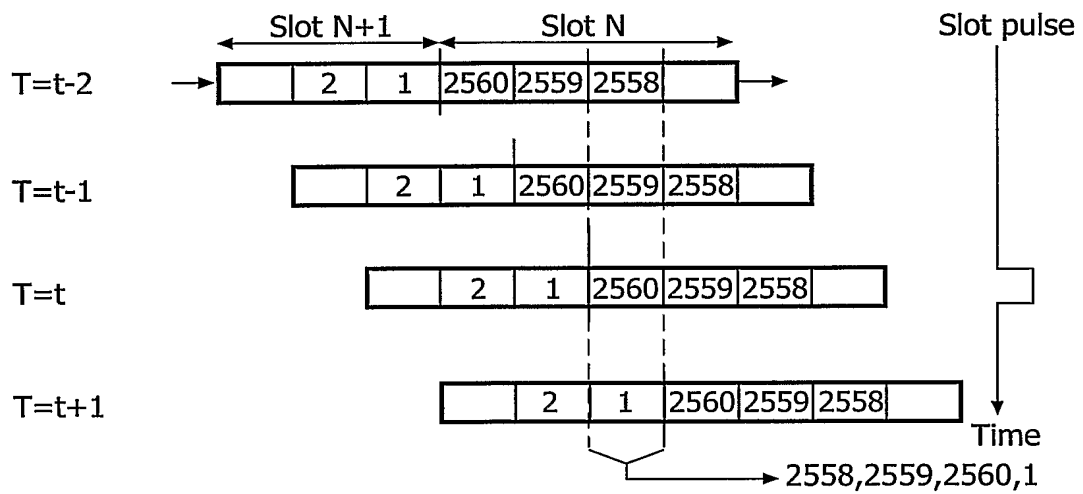 Slot N+1 Slot N Slot pulse
T=t-2 2 1 2560 2559 2558
T=t-1 2 1 2560 2559 2558
T=t 2 1 2560 2559 2558
T=t+1 2 1 2560 2559 2558
Time
2558,2559,2560,1